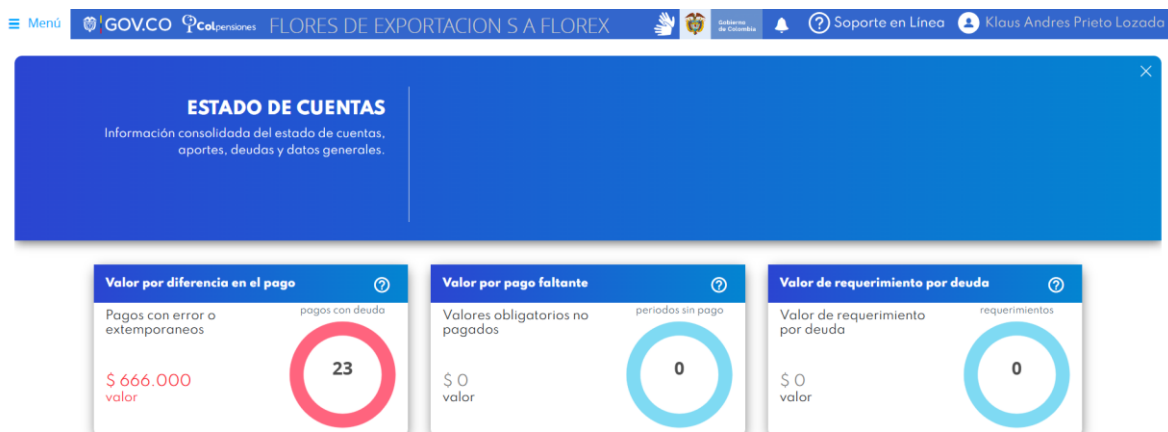 Menú GOV.CO Colpensiones FLORES DE EXPORTACION S A FLOREX Gobierno de Colombia Soporte en Línea Klaus Andres Prieto Lozada
ESTADO DE CUENTAS
Información consolidada del estado de cuentas,
aportes, deudas y datos generales.
Valor por diferencia en el pago
Pagos con error o
extemporaneos
pagos con deuda
23
$ 666.000
valor
Valor por pago faltante
Valores obligatorios no
pagados
periodos sin pago
0
$ 0
valor
Valor de requerimiento por deuda
Valor de requerimiento
por deuda
requerimientos
0
$ 0
valor